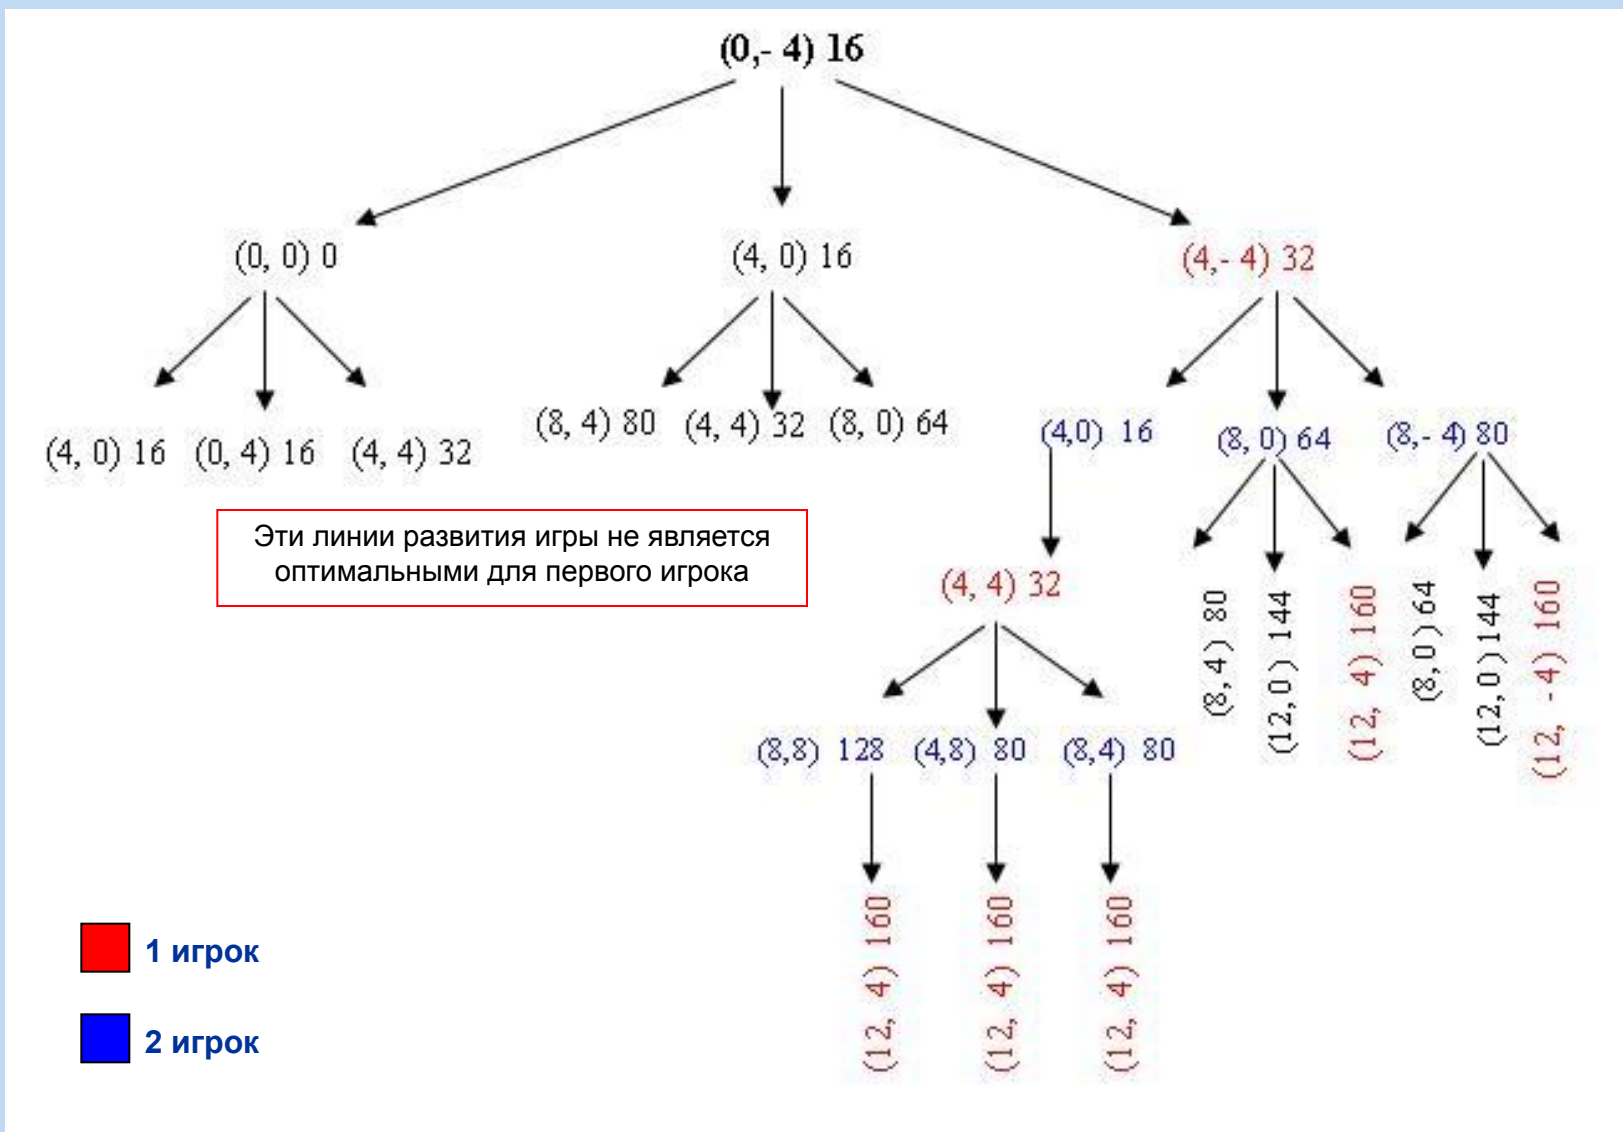 (0,- 4) 16
(0, 0) 0
(4, 0) 16
(4,- 4) 32
(4, 0) 16
(0, 4) 16
(4, 4) 32
(8, 4) 80
(4, 4) 32
(8, 0) 64
(4,0) 16
(8, 0) 64
(8,- 4) 80
Эти линии развития игры не является
оптимальными для первого игрока
(4, 4) 32
(8, 4) 80
(12, 0) 144
(12, 4) 160
(8, 0) 64
(12, 0) 144
(12, -4) 160
(8,8) 128
(4,8) 80
(8,4) 80
(12, 4) 160
(12, 4) 160
(12, 4) 160
1 игрок
2 игрок